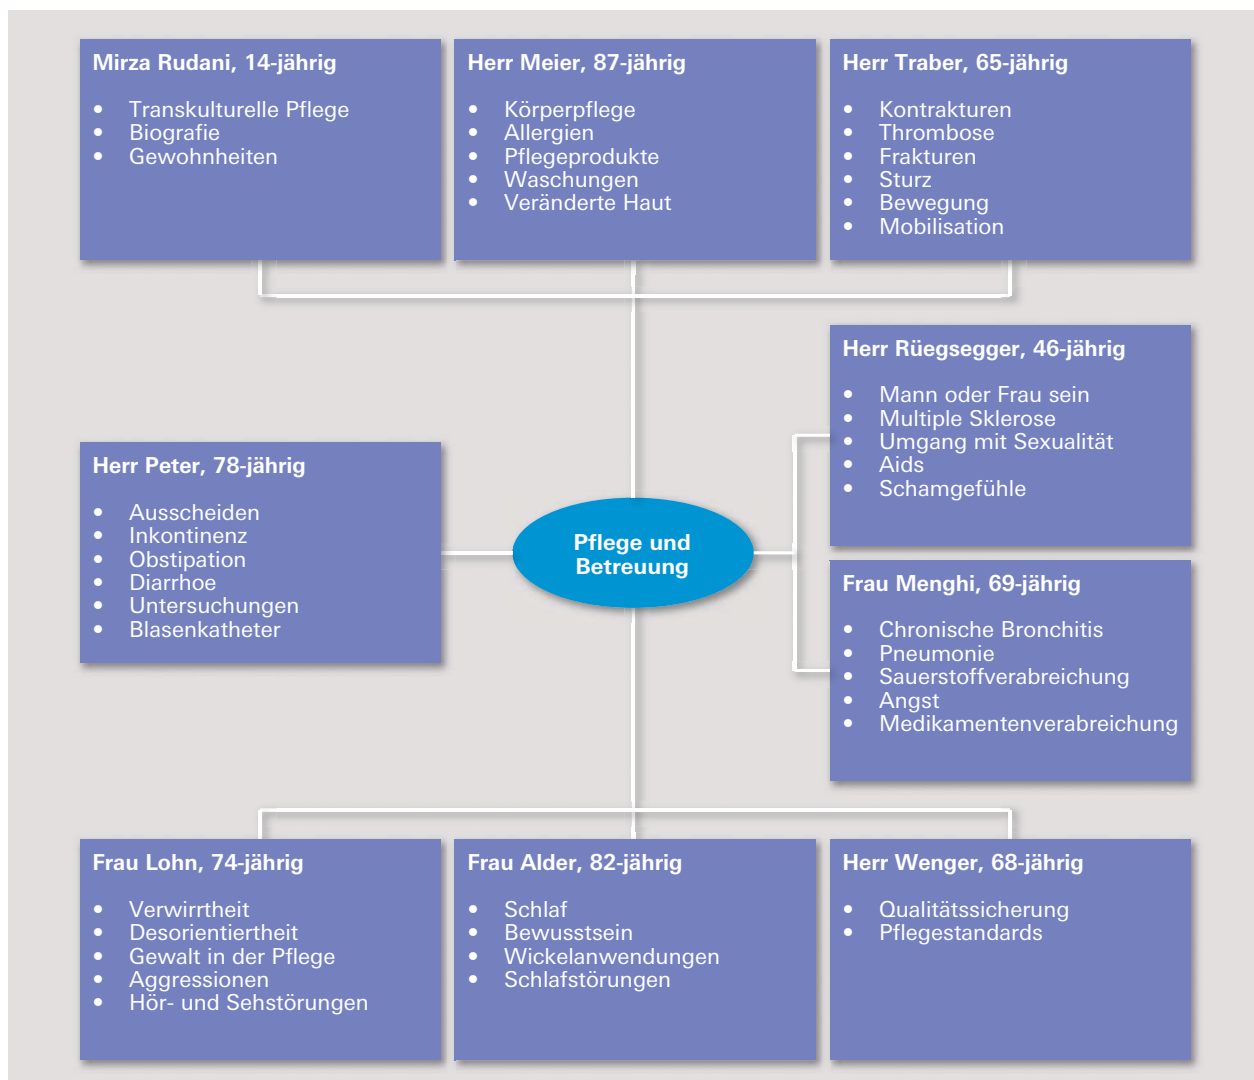 Mirza Rudani, 14-jährig
• Transkulturelle Pflege
• Biografie
• Gewohnheiten
Herr Meier, 87-jährig
• Körperpflege
• Allergien
• Pflegeprodukte
• Waschungen
• Veränderte Haut
Herr Traber, 65-jährig
• Kontrakturen
• Thrombose
• Frakturen
• Sturz
• Bewegung
• Mobilisation
Herr Rüegsegger, 46-jährig
• Mann oder Frau sein
• Multiple Sklerose
• Umgang mit Sexualität
• Aids
• Schamgefühle
Herr Peter, 78-jährig
• Ausscheiden
• Inkontinenz
• Obstipation
• Diarrhoe
• Untersuchungen
• Blasenkatheter
Pflege und
Betreuung
Frau Menghi, 69-jährig
• Chronische Bronchitis
• Pneumonie
• Sauerstoffverabreichung
• Angst
• Medikamentenverabreichung
Frau Lohn, 74-jährig
• Verwirrtheit
• Desorientiertheit
• Gewalt in der Pflege
• Aggressionen
• Hör- und Sehstörungen
Frau Alder, 82-jährig
• Schlaf
• Bewusstsein
• Wickelanwendungen
• Schlafstörungen
Herr Wenger, 68-jährig
• Qualitätssicherung
• Pflegestandards